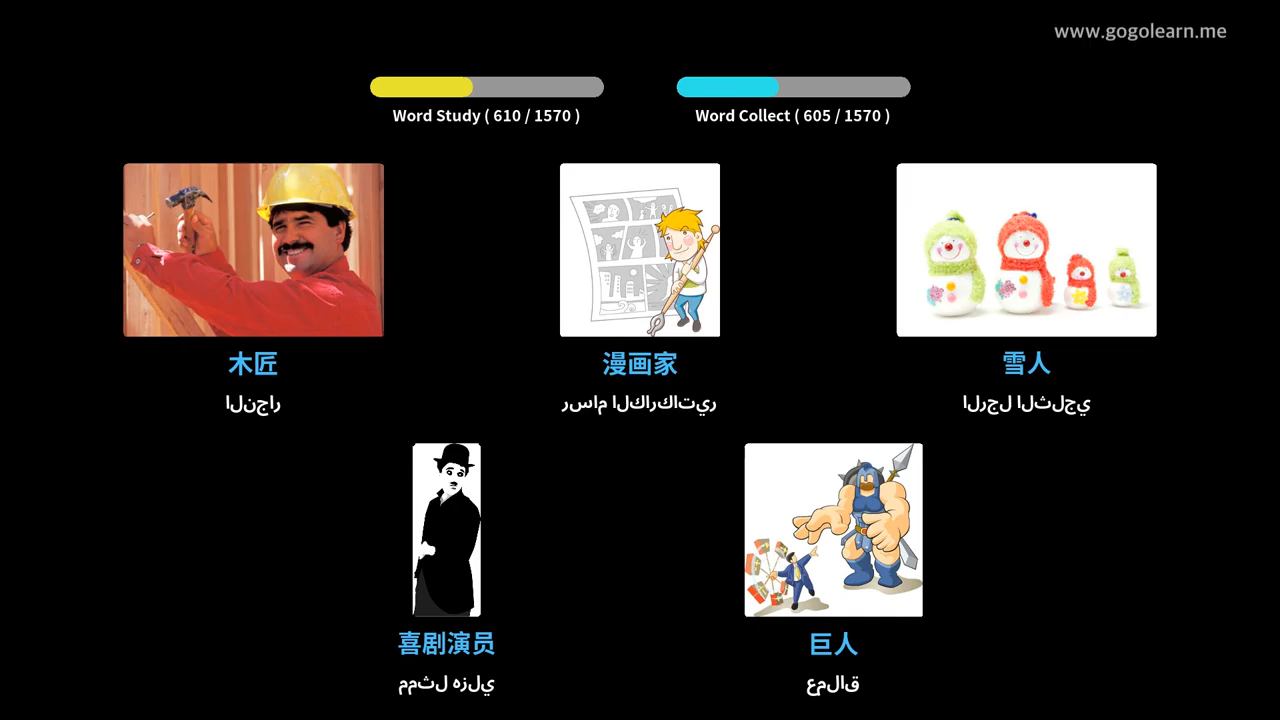 www.gogolearn.me
Word Study ( 610 / 1570 )
Word Collect ( 605 / 1570 )
木匠
漫画家
雪人
النجار
رسام الكاركاتير
الرجل الثلجي
喜剧演员
巨人
ممثل هزلي
عملاق